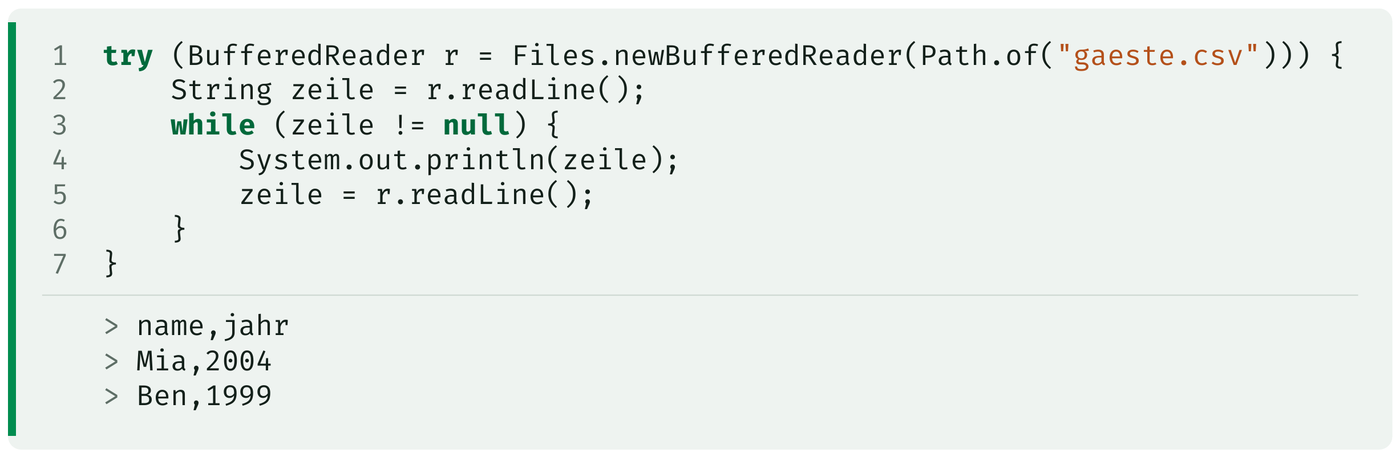 1 try (BufferedReader r = Files.newBufferedReader(Path.of("gaeste.csv"))) {
2     String zeile = r.readLine();
3     while (zeile != null) {
4         System.out.println(zeile);
5         zeile = r.readLine();
6     }
7 }
> name,jahr
> Mia,2004
> Ben,1999